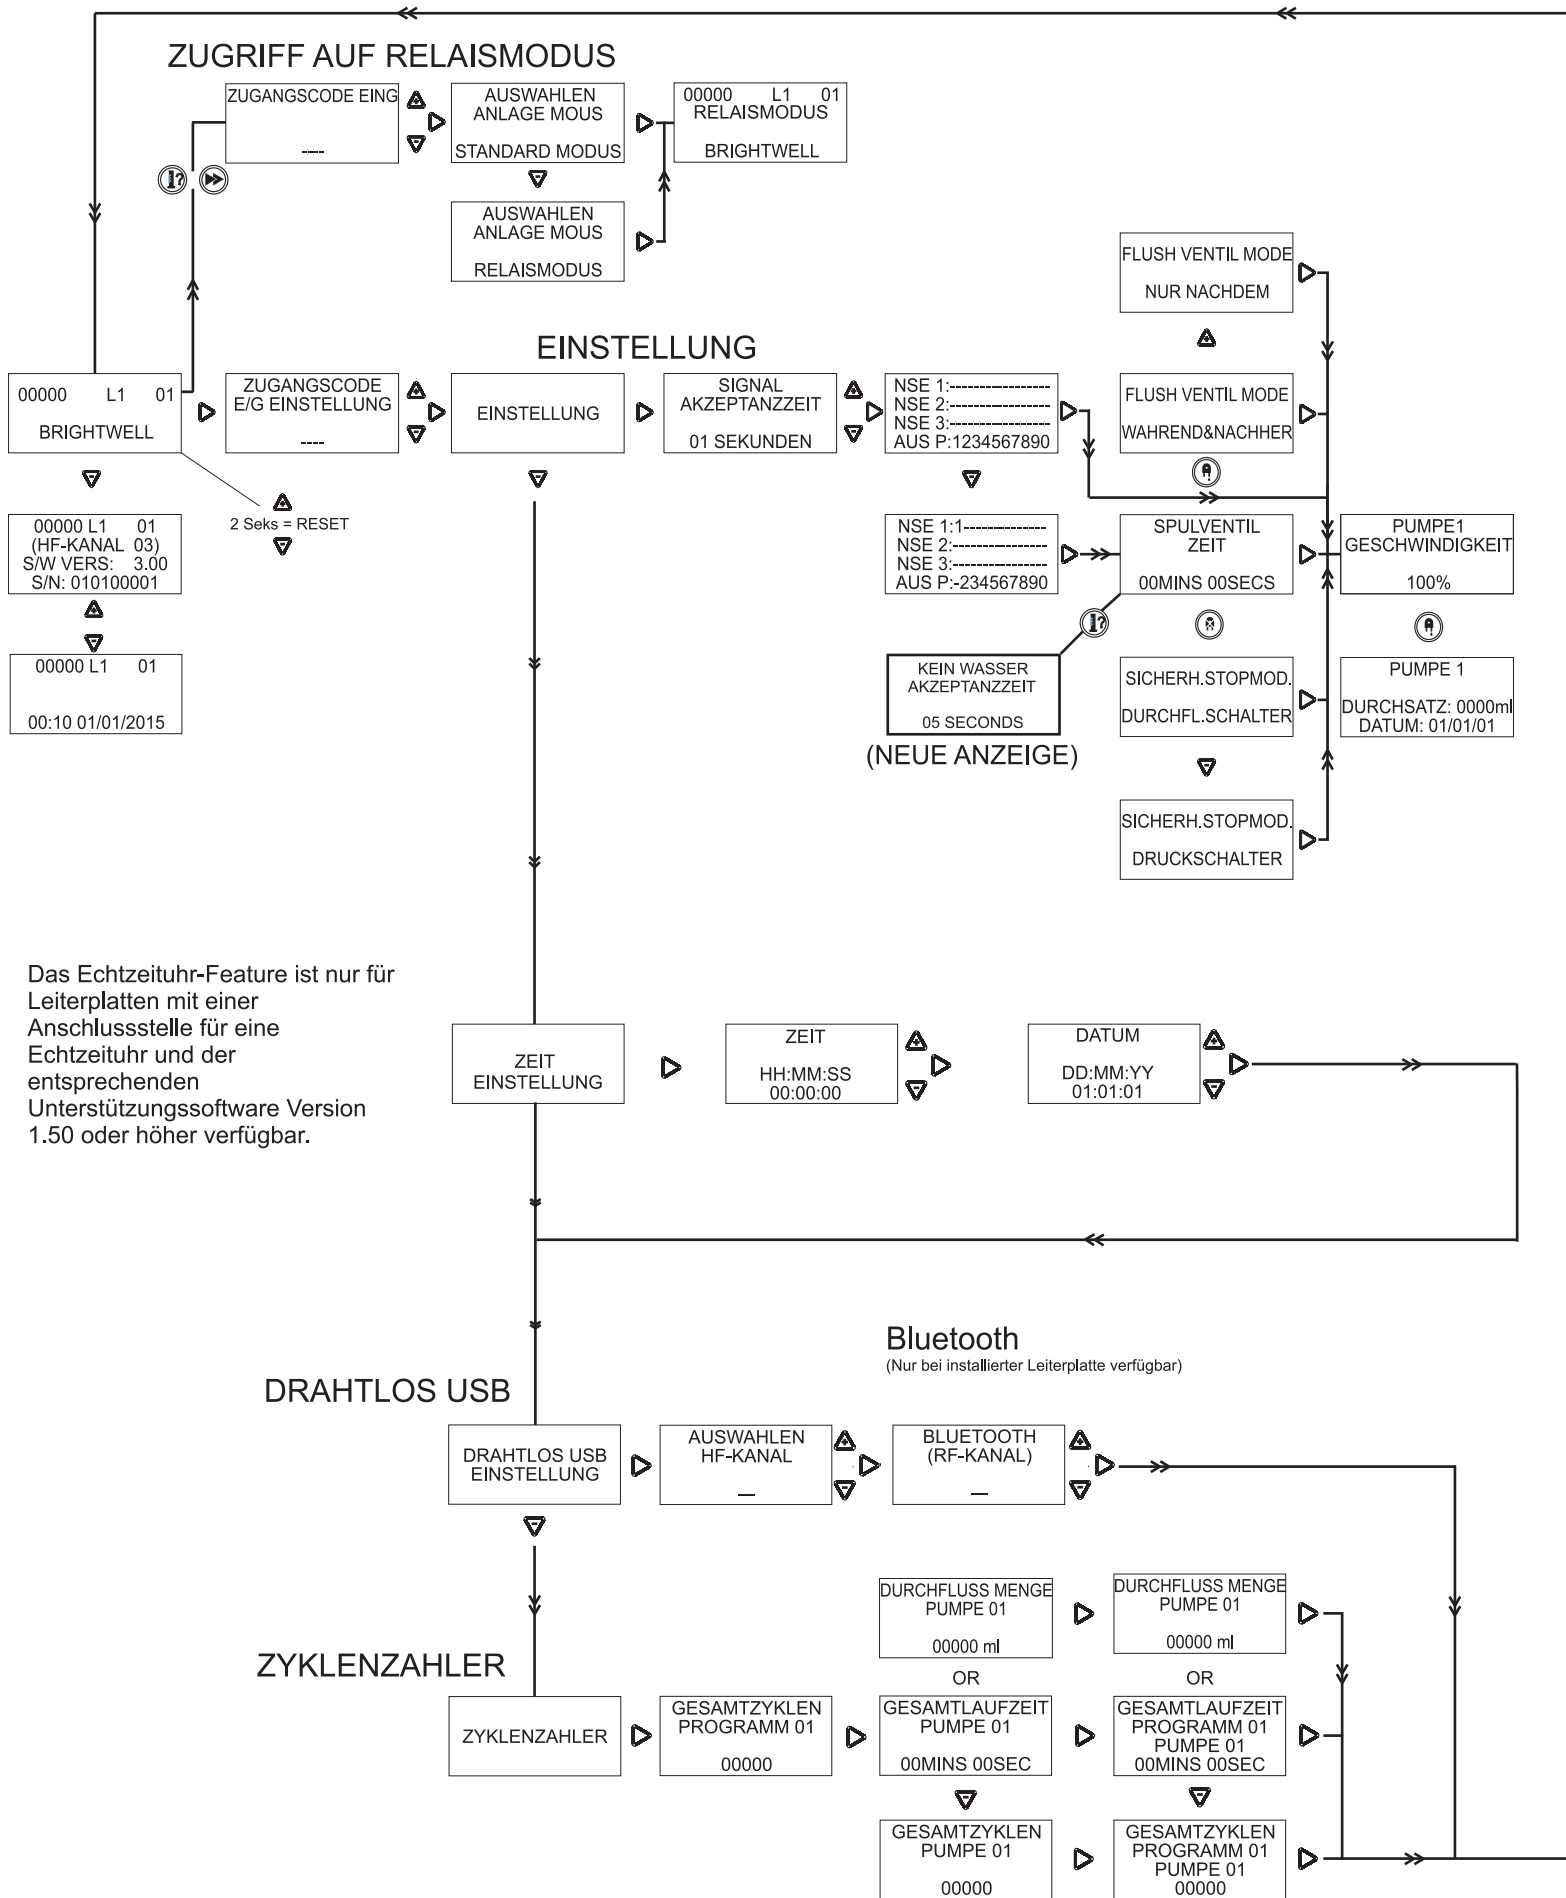 ZUGRIFF AUF RELAISMODUS
ZUGANGSCODE EING
----
AUSWAHLEN
ANLAGE MOUS
STANDARD MODUS
00000 L1 01
RELAISMODUS
BRIGHTWELL
AUSWAHLEN
ANLAGE MOUS
RELAISMODUS
FLUSH VENTIL MODE
NUR NACHDEM
EINSTELLUNG
00000 L1 01
BRIGHTWELL
ZUGANGSCODE
E/G EINSTELLUNG
----
EINSTELLUNG
SIGNAL
AKZEPTANZZEIT
01 SEKUNDEN
NSE 1:-----------------
NSE 2:-----------------
NSE 3:-----------------
AUS P:1234567890
FLUSH VENTIL MODE
WAHREND&NACHHER
2 Seks = RESET
00000 L1 01
(HF-KANAL 03)
S/W VERS: 3.00
S/N: 010100001
NSE 1:1---------------
NSE 2:----------------
NSE 3:----------------
AUS P:-234567890
SPULVENTIL
ZEIT
00MINS 00SECS
PUMPE1
GESCHWINDIGKEIT
100%
00000 L1 01
00:10 01/01/2015
KEIN WASSER
AKZEPTANZZEIT
05 SECONDS
(NEUE ANZEIGE)
SICHERH.STOPMOD.
DURCHFL.SCHALTER
PUMPE 1
DURCHSATZ: 0000ml
DATUM: 01/01/01
SICHERH.STOPMOD.
DRUCKSCHALTER
Das Echtzeituhr-Feature ist nur für
Leiterplatten mit einer
Anschlussstelle für eine
Echtzeituhr und der
entsprechenden
Unterstützungssoftware Version
1.50 oder höher verfügbar.
ZEIT
EINSTELLUNG
ZEIT
HH:MM:SS
00:00:00
DATUM
DD:MM:YY
01:01:01
Bluetooth
(Nur bei installierter Leiterplatte verfügbar)
DRAHTLOS USB
DRAHTLOS USB
EINSTELLUNG
AUSWAHLEN
HF-KANAL
__
BLUETOOTH
(RF-KANAL)
__
DURCHFLUSS MENGE
PUMPE 01
00000 ml
DURCHFLUSS MENGE
PUMPE 01
00000 ml
ZYKLENZAHLER
OR
OR
ZYKLENZAHLER
GESAMTZYKLEN
PROGRAMM 01
00000
GESAMTLAUFZEIT
PUMPE 01
00MINS 00SEC
GESAMTLAUFZEIT
PROGRAMM 01
PUMPE 01
00MINS 00SEC
GESAMTZYKLEN
PUMPE 01
00000
GESAMTZYKLEN
PROGRAMM 01
PUMPE 01
00000